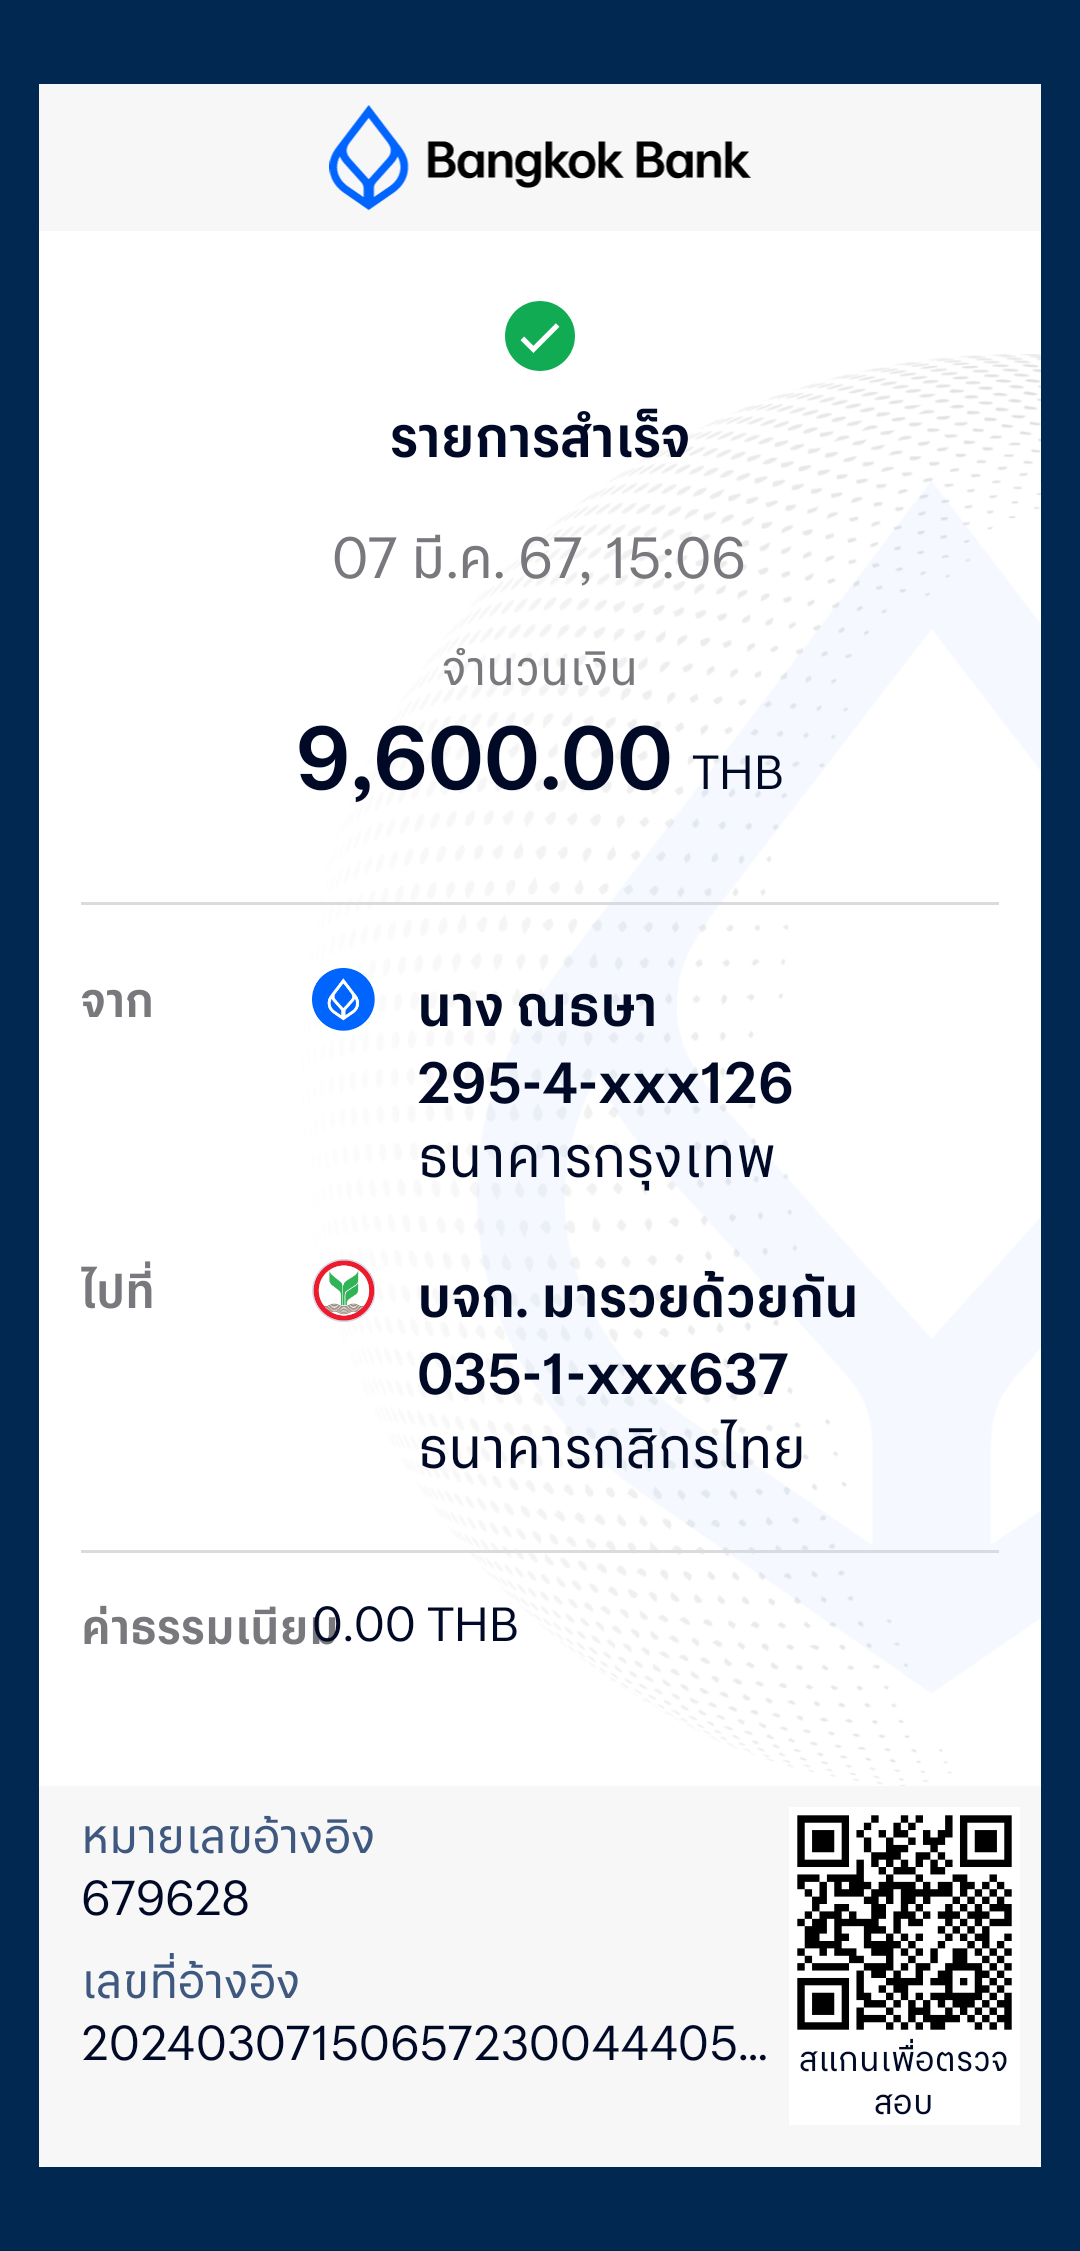 Bangkok Bank
รายการสำเร็จ
07 มี.ค. 67, 15:06
จำนวนเงิน
9,600.00 THB
จาก
นาง ณธษา
295-4-xxx126
ธนาคารกรุงเทพ
ไปที่
บจก. มารวยด้วยกัน
035-1-xxx637
ธนาคารกสิกรไทย
ค่าธรรมเนียม 0.00 THB
หมายเลขอ้างอิง
679628
เลขที่อ้างอิง
20240307150657230044405...
สแกนเพื่อตรวจ
สอบ